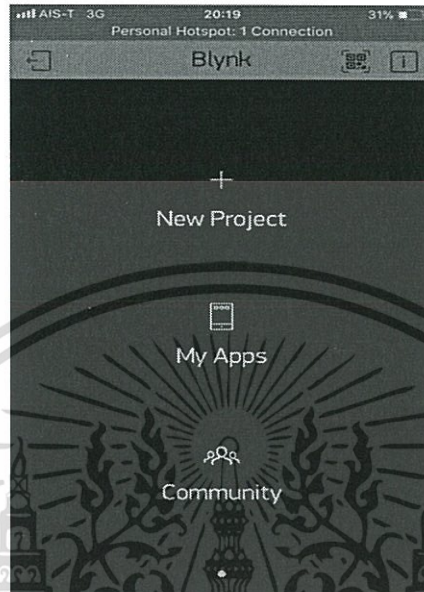 AIS-T 3G 20:19 31%
Personal Hotspot: 1 Connection
Blynk
New Project
My Apps
Community